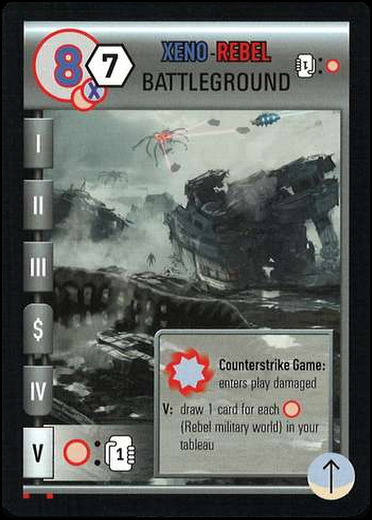 8
X
7
XENO-REBEL
BATTLEGROUND
1 :
I
II
III
$
IV
V
: 1
Counterstrike Game:
enters play damaged
V: draw 1 card for each
(Rebel military world) in your
tableau